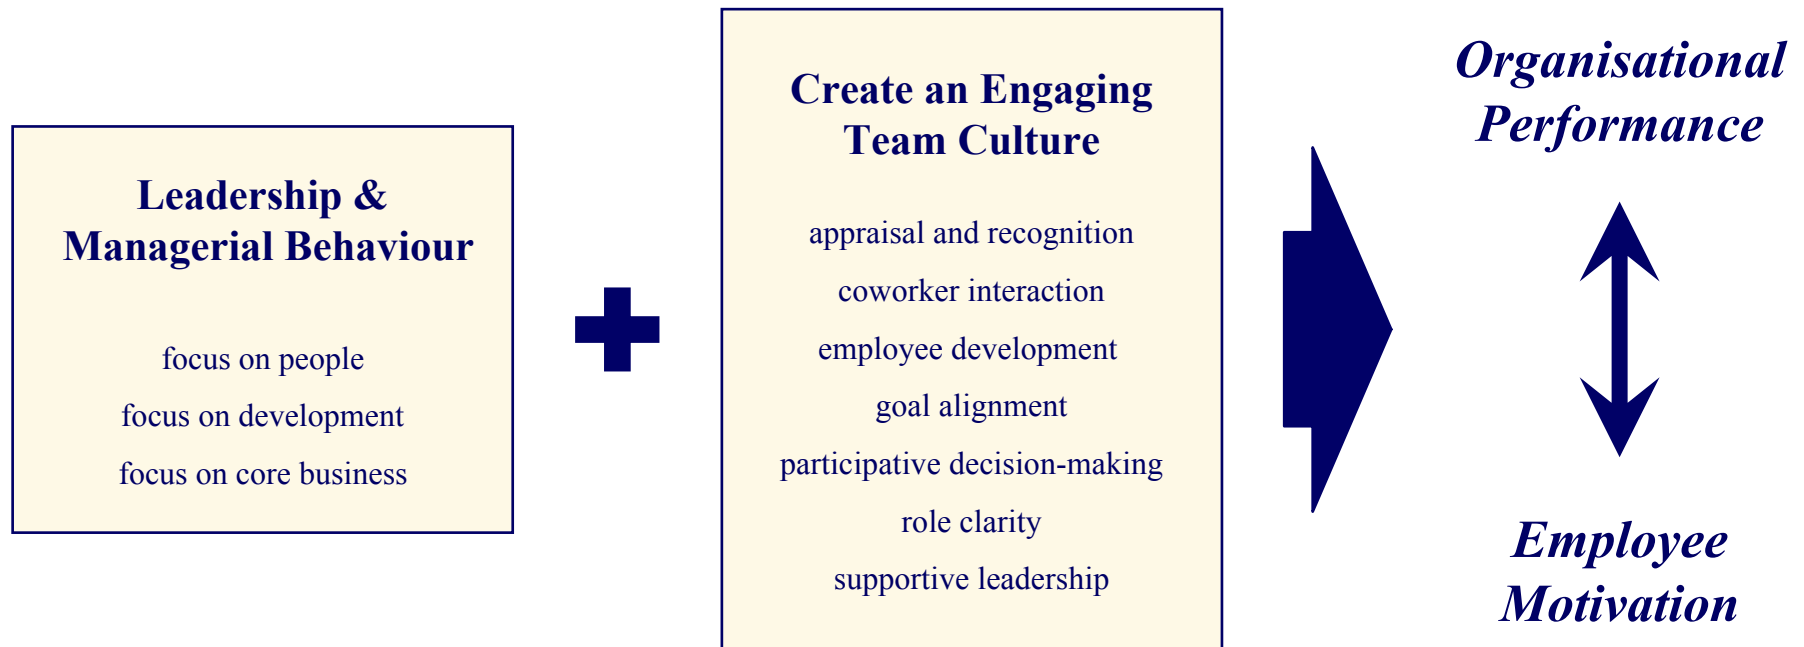 Leadership &
Managerial Behaviour
focus on people
focus on development
focus on core business
Create an Engaging
Team Culture
appraisal and recognition
coworker interaction
employee development
goal alignment
participative decision-making
role clarity
supportive leadership
Organisational
Performance
Employee
Motivation